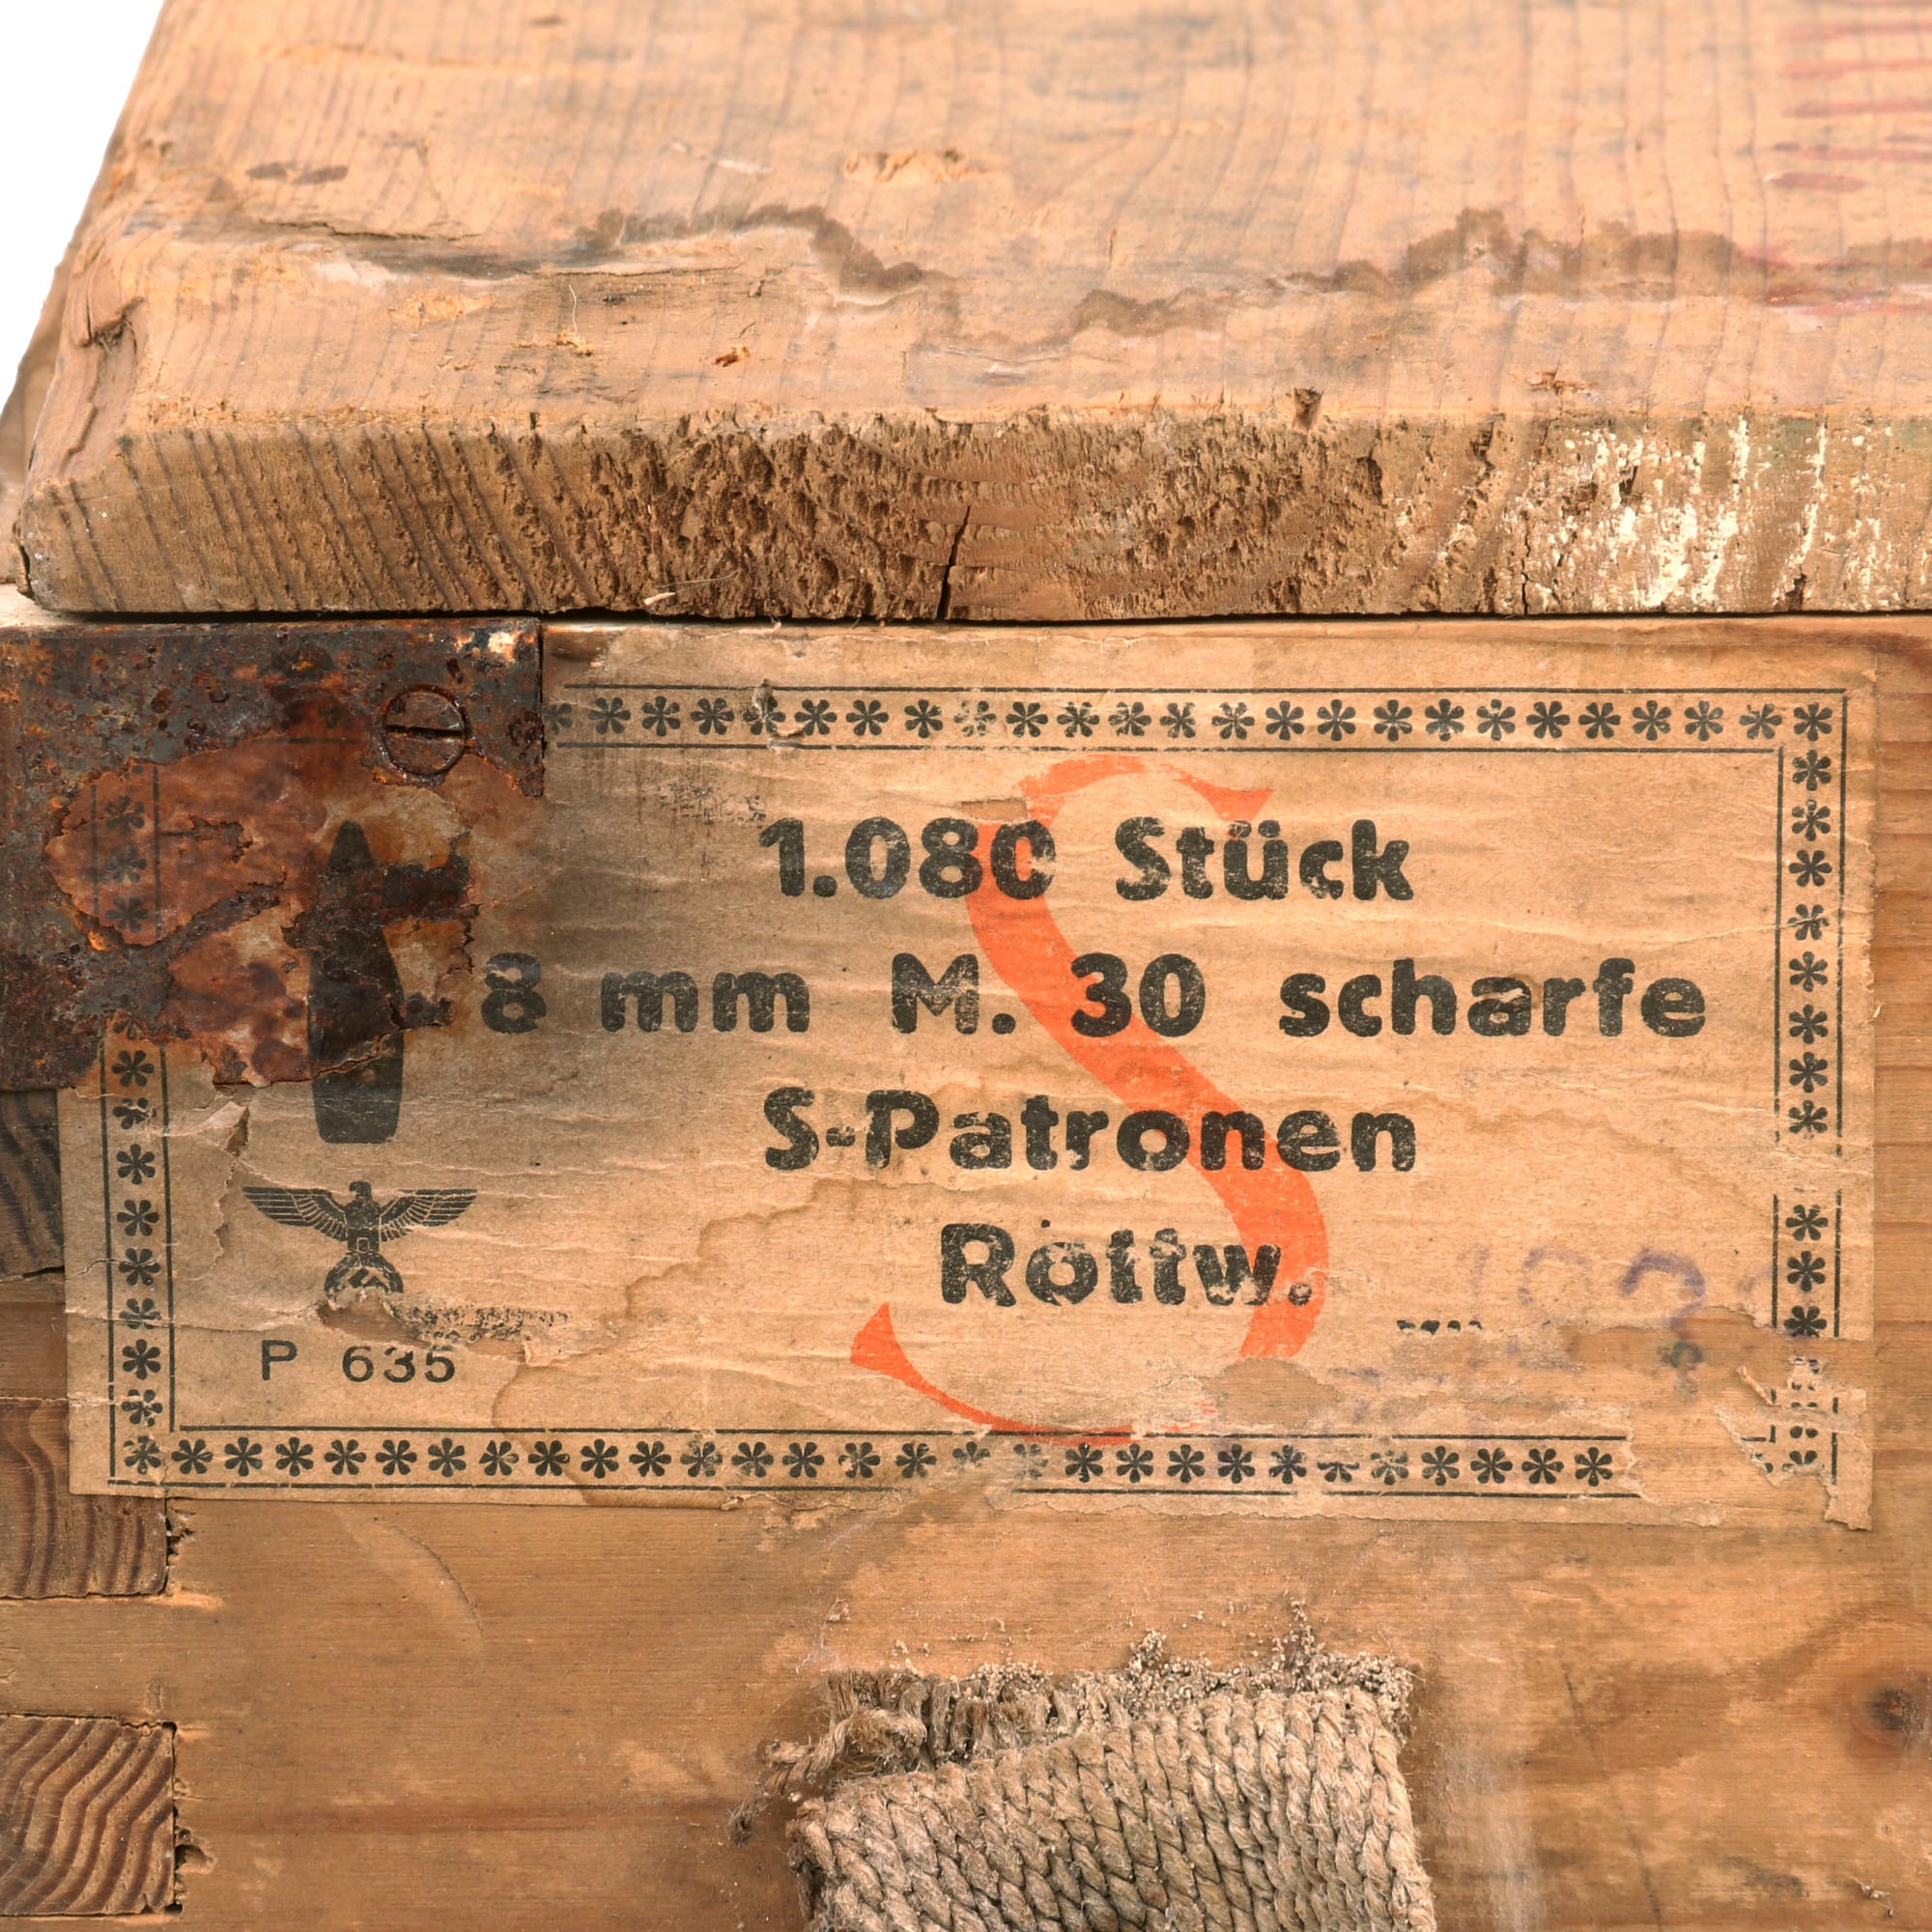 1.080 Stück
8 mm M. 30 scharfe
S-Patronen
Rottw.
S
P 635